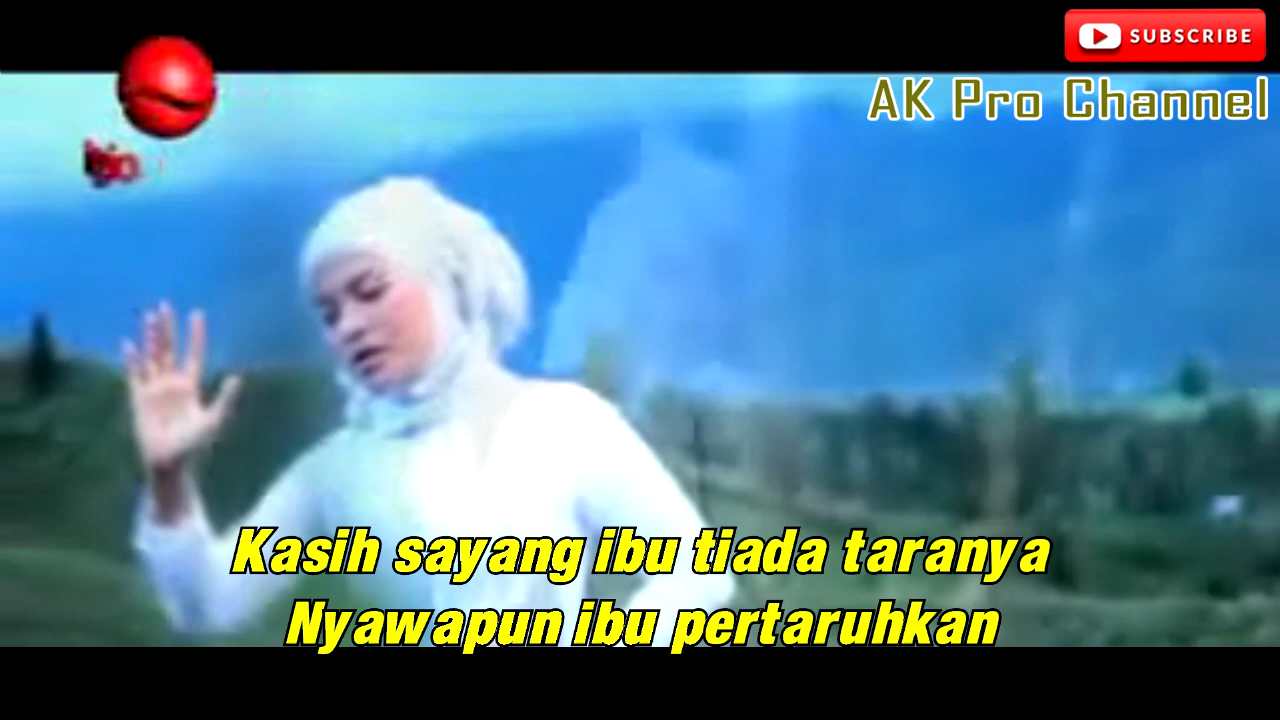 SUBSCRIBE
AK Pro Channel
Kasih sayang ibu tiada taranya
Nyawapun ibu pertaruhkan